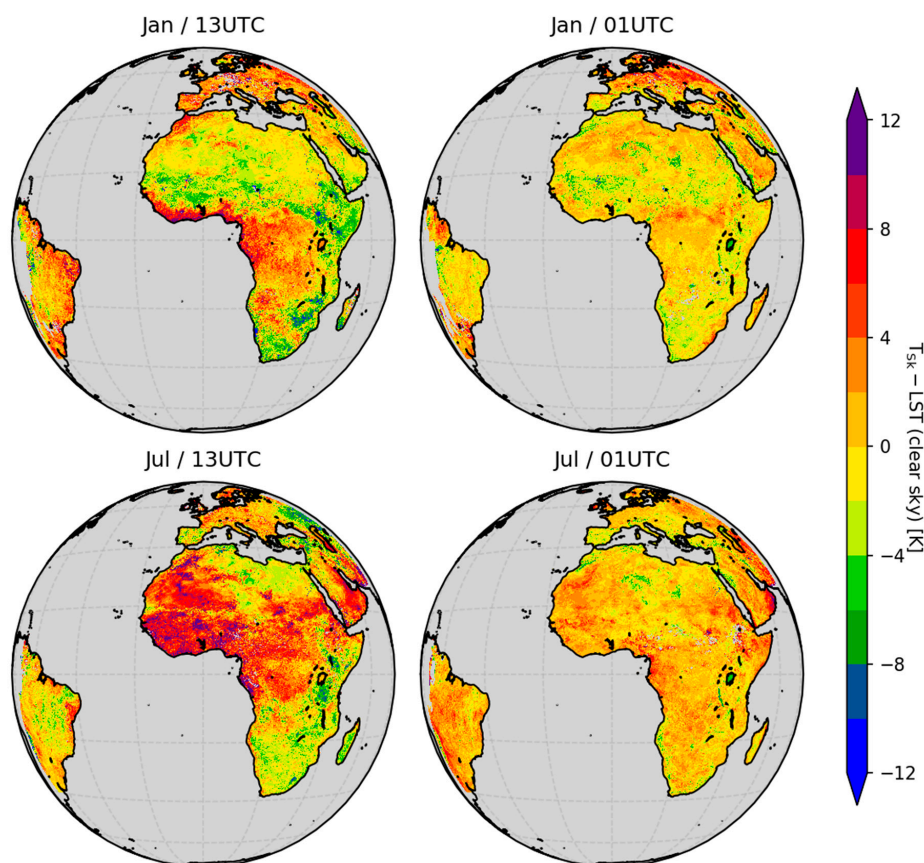 Jan / 13UTC
Jan / 01UTC
Jul / 13UTC
Jul / 01UTC
12
8
4
0
−4
−8
−12
Tsk − LST (clear sky) [K]